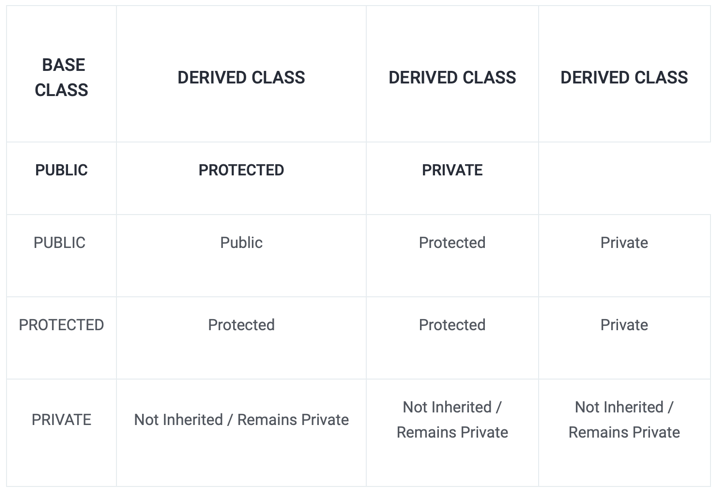 BASE CLASS DERIVED CLASS DERIVED CLASS DERIVED CLASS
PUBLIC PROTECTED PRIVATE
PUBLIC Public Protected Private
PROTECTED Protected Protected Private
PRIVATE Not Inherited / Remains Private Not Inherited / Remains Private Not Inherited / Remains Private